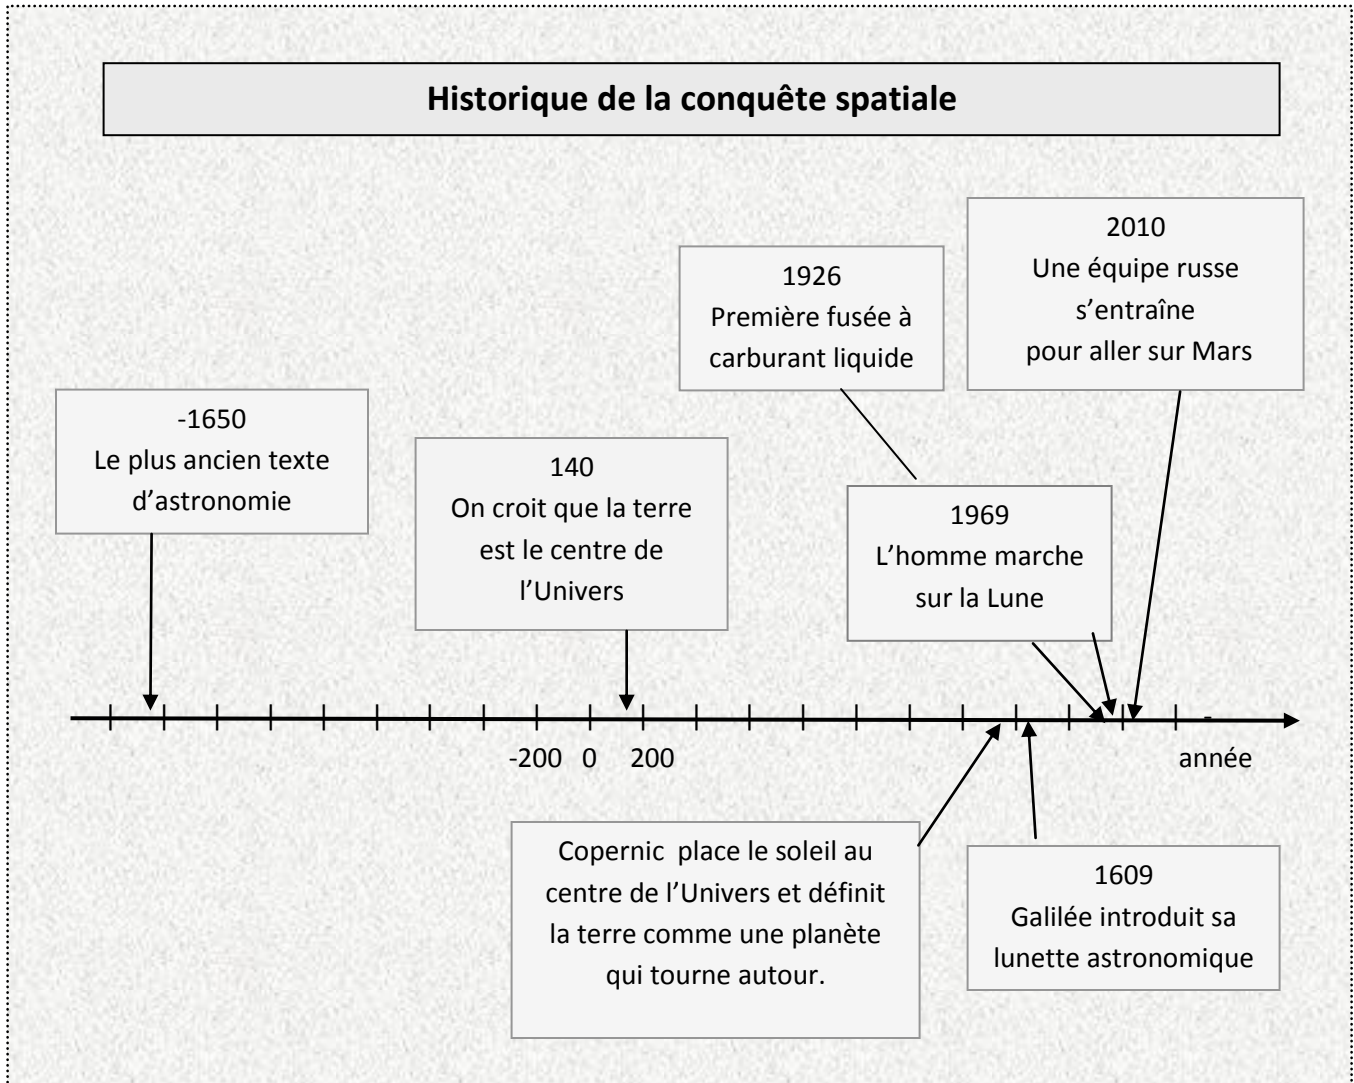 Historique de la conquête spatiale
2010
Une équipe russe
s’entraîne
pour aller sur Mars
1926
Première fusée à
carburant liquide
-1650
Le plus ancien texte
d’astronomie
140
On croit que la terre
est le centre de
l’Univers
1969
L’homme marche
sur la Lune
-200 0 200 année
Copernic place le soleil au
centre de l’Univers et définit
la terre comme une planète
qui tourne autour.
1609
Galilée introduit sa
lunette astronomique